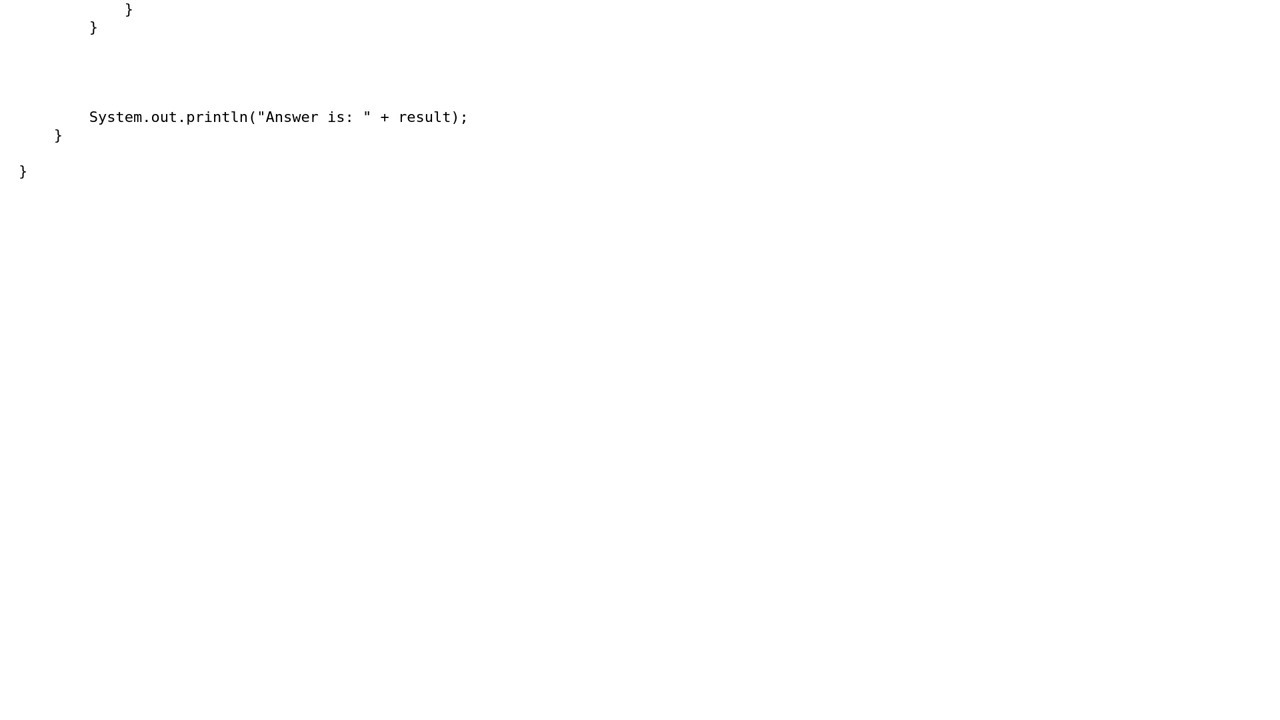 }
        }
        System.out.println("Answer is: " + result);
    }
}